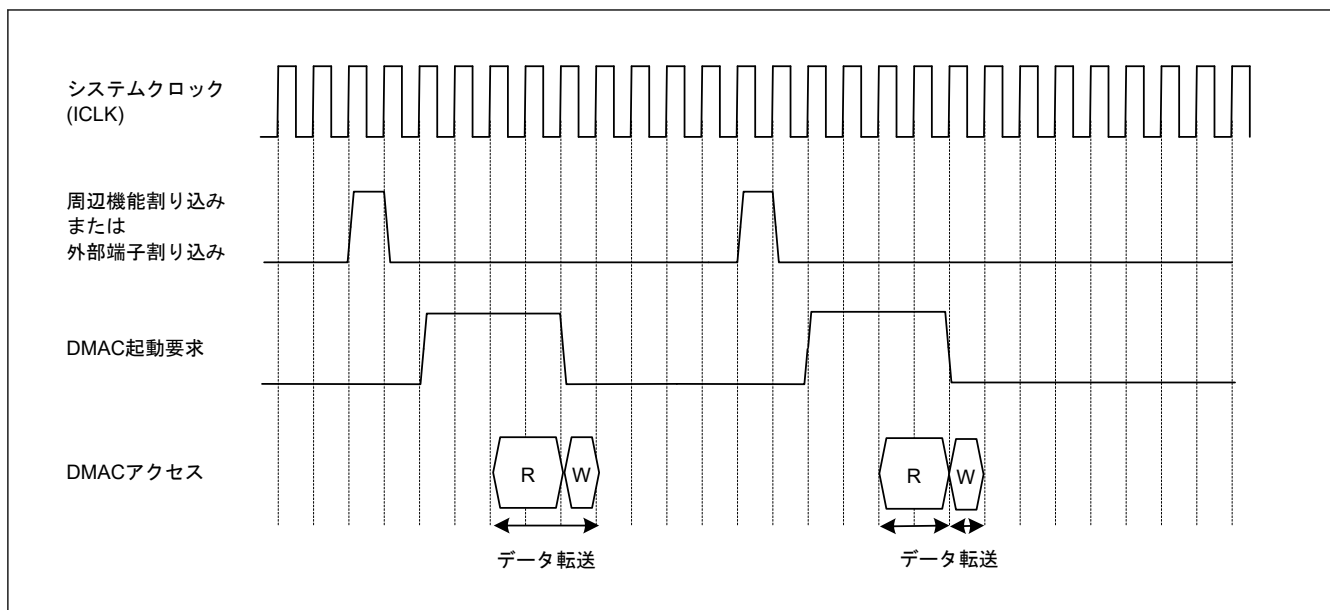 システムクロック
(ICLK)
周辺機能割り込み
または
外部端子割り込み
DMAC起動要求
DMACアクセス
R
W
R
W
データ転送
データ転送